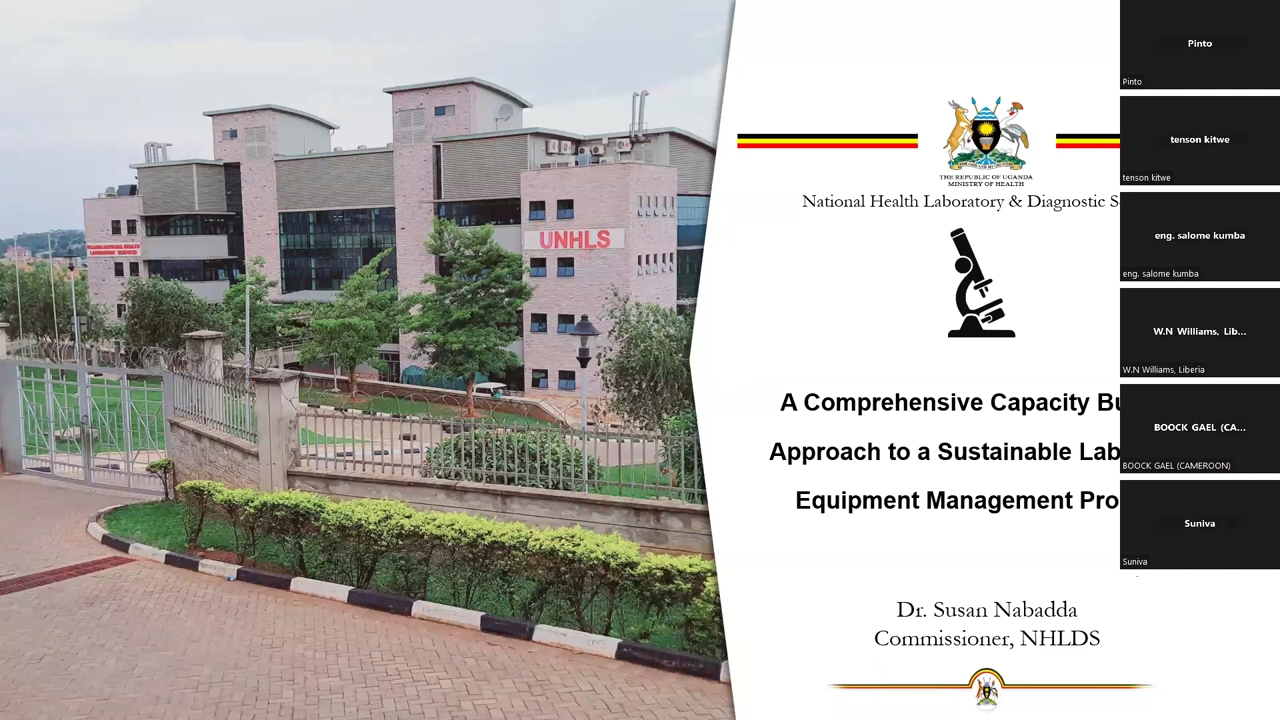 UNHLS
THE REPUBLIC OF UGANDA
MINISTRY OF HEALTH
National Health Laboratory & Diagnostic S
A Comprehensive Capacity Bu
Approach to a Sustainable Lab
Equipment Management Pro
Dr. Susan Nabadda
Commissioner, NHLDS
Pinto
Pinto
tenson kitwe
tenson kitwe
eng. salome kumba
eng. salome kumba
W.N Williams, Lib...
W.N Williams, Liberia
BOOCK GAEL (CA...
BOOCK GAEL (CAMEROON)
Suniva
Suniva